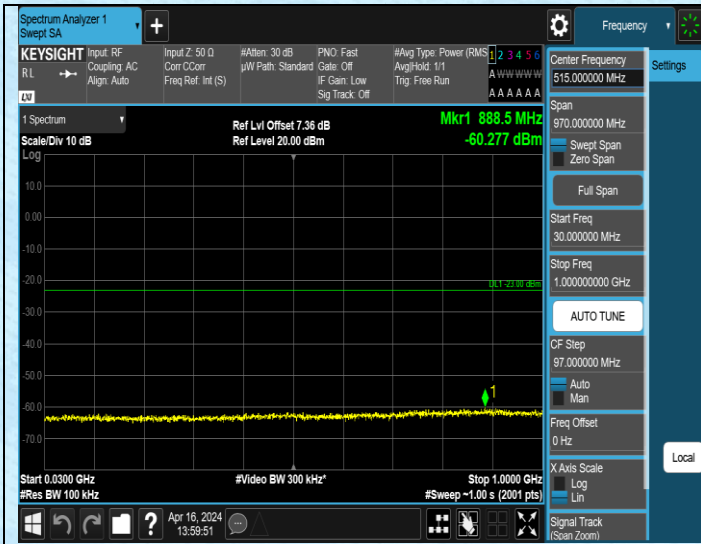 Spectrum Analyzer 1
Swept SA
+
Frequency
KEYSIGHT
RL
LXI
Input: RF
Coupling: AC
Align: Auto
Input Z: 50 Ω
Corr CCorr
Freq Ref: Int (S)
#Atten: 30 dB
µW Path: Standard
PNO: Fast
Gate: Off
IF Gain: Low
Sig Track: Off
#Avg Type: Power (RMS
Avg|Hold: 1/1
Trig: Free Run
1 2 3 4 5 6
A W W W W W
A A A A A A
1 Spectrum
Scale/Div 10 dB
Log
Ref Lvl Offset 7.36 dB
Ref Level 20.00 dBm
Mkr1 888.5 MHz
-60.277 dBm
10.0
0.00
-10.0
-20.0
DL1 -23.00 dBm
-30.0
-40.0
-50.0
1
-60.0
-70.0
Start 0.0300 GHz
#Res BW 100 kHz
#Video BW 300 kHz*
Stop 1.0000 GHz
#Sweep ~1.00 s (2001 pts)
Center Frequency
515.000000 MHz
Span
970.000000 MHz
Swept Span
Zero Span
Full Span
Start Freq
30.000000 MHz
Stop Freq
1.000000000 GHz
AUTO TUNE
CF Step
97.000000 MHz
Auto
Man
Freq Offset
0 Hz
X Axis Scale
Log
Lin
Signal Track
(Span Zoom)
Settings
Local
?
Apr 16, 2024
13:59:51